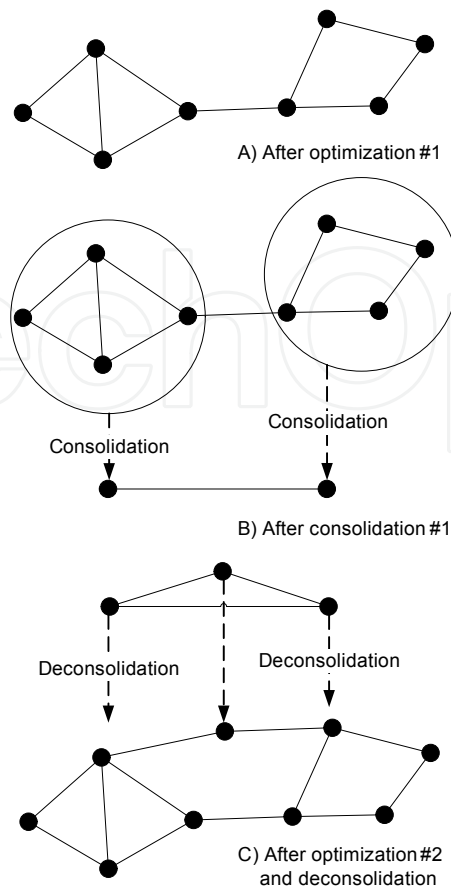 A) After optimization #1
Consolidation
Consolidation
B) After consolidation #1
Deconsolidation
Deconsolidation
C) After optimization #2
and deconsolidation